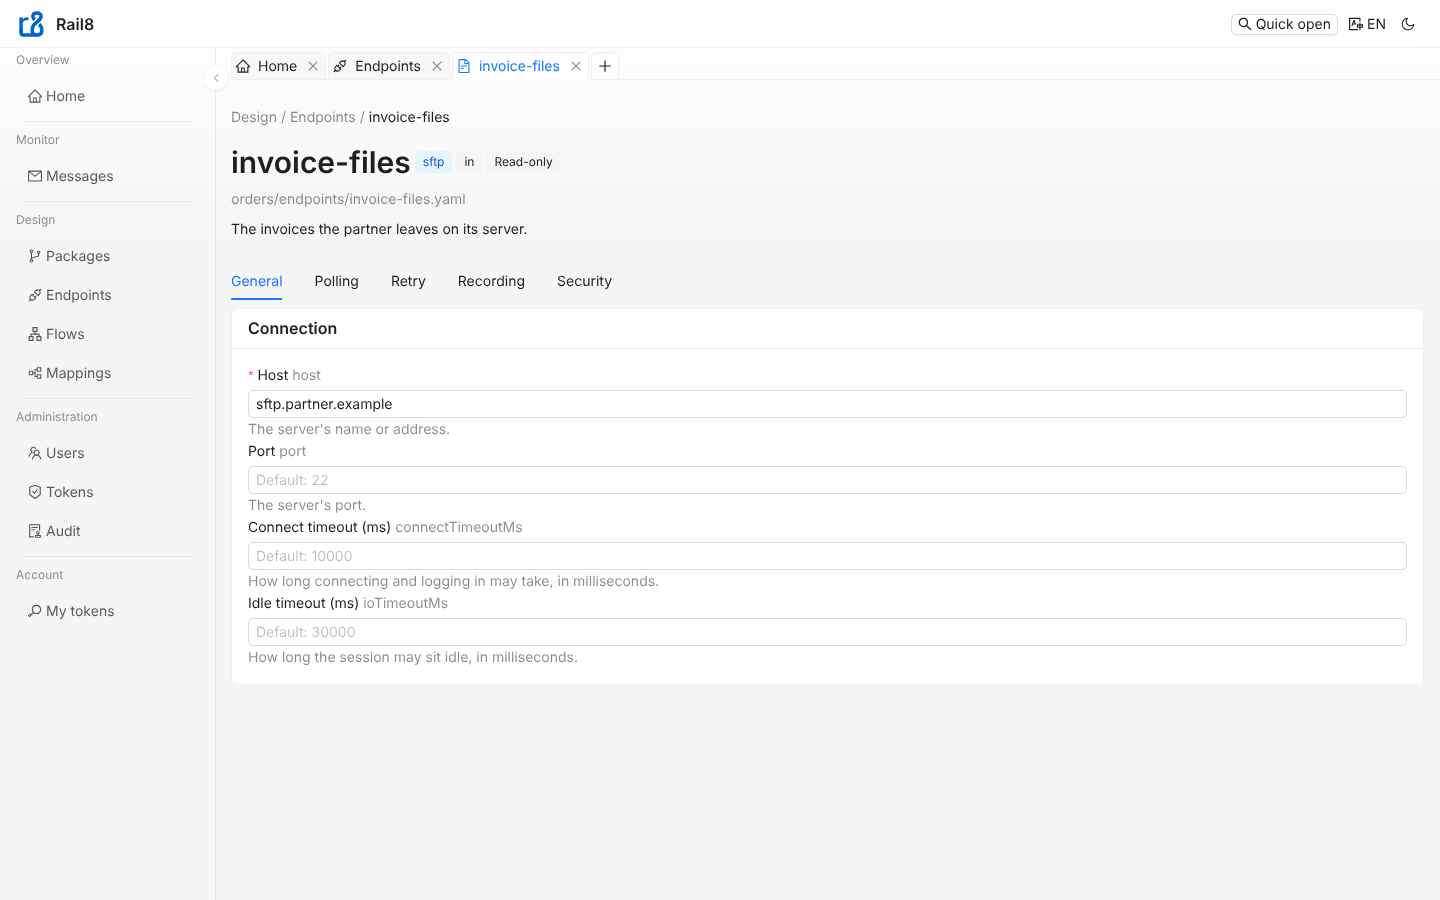 Rail8
Quick open
EN
Overview
Home
Monitor
Messages
Design
Packages
Endpoints
Flows
Mappings
Administration
Users
Tokens
Audit
Account
My tokens
Home
Endpoints
invoice-files
Design / Endpoints / invoice-files
invoice-files sftp in Read-only
orders/endpoints/invoice-files.yaml
The invoices the partner leaves on its server.
General Polling Retry Recording Security
Connection
* Host host
sftp.partner.example
The server's name or address.
Port port
Default: 22
The server's port.
Connect timeout (ms) connectTimeoutMs
Default: 10000
How long connecting and logging in may take, in milliseconds.
Idle timeout (ms) ioTimeoutMs
Default: 30000
How long the session may sit idle, in milliseconds.